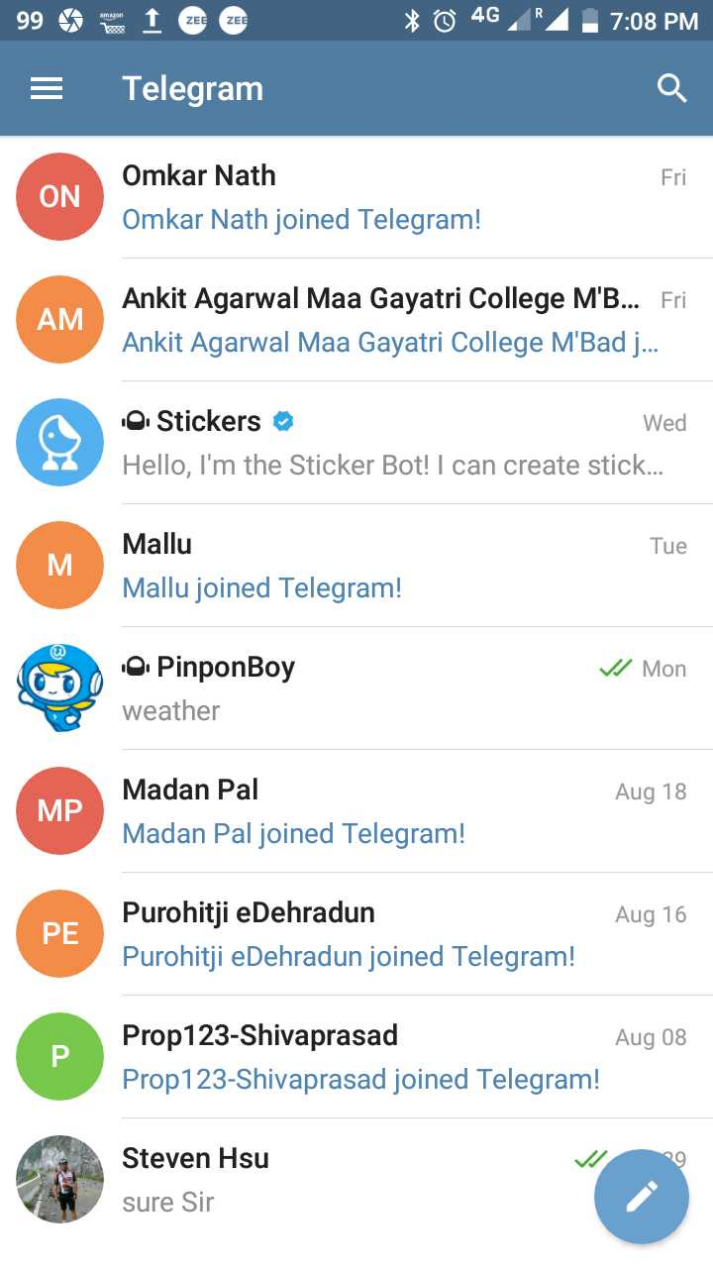 99 amazon ZEE ZEE 4G R 7:08 PM
Telegram
ON Omkar Nath Fri
Omkar Nath joined Telegram!
AM Ankit Agarwal Maa Gayatri College M'B... Fri
Ankit Agarwal Maa Gayatri College M'Bad j...
Stickers Wed
Hello, I'm the Sticker Bot! I can create stick...
M Mallu Tue
Mallu joined Telegram!
@ PinponBoy Mon
weather
MP Madan Pal Aug 18
Madan Pal joined Telegram!
PE Purohitji eDehradun Aug 16
Purohitji eDehradun joined Telegram!
P Prop123-Shivaprasad Aug 08
Prop123-Shivaprasad joined Telegram!
Steven Hsu
sure Sir